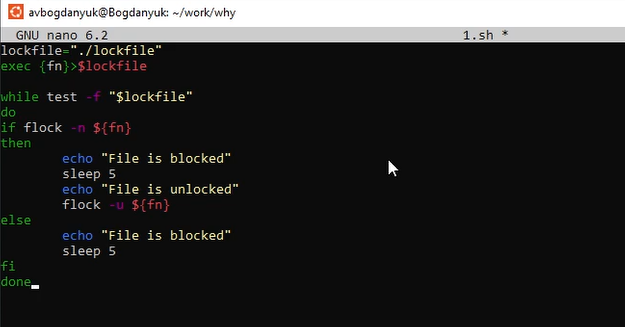 avbogdanyuk@Bogdanyuk: ~/work/why
GNU nano 6.2 1.sh *
lockfile="./lockfile"
exec {fn}>$lockfile
while test -f "$lockfile"
do
if flock -n ${fn}
then
echo "File is blocked"
sleep 5
echo "File is unlocked"
flock -u ${fn}
else
echo "File is blocked"
sleep 5
fi
done